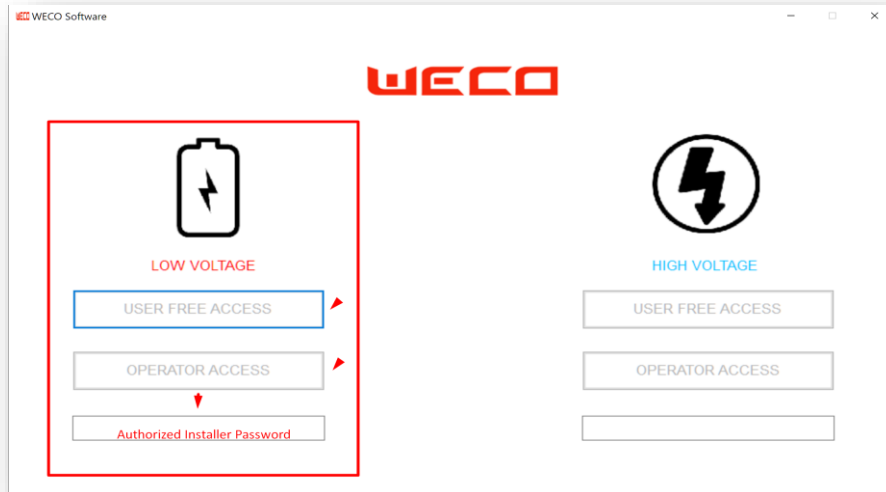 WECO Software
WECO
LOW VOLTAGE
USER FREE ACCESS
OPERATOR ACCESS
Authorized Installer Password
HIGH VOLTAGE
USER FREE ACCESS
OPERATOR ACCESS